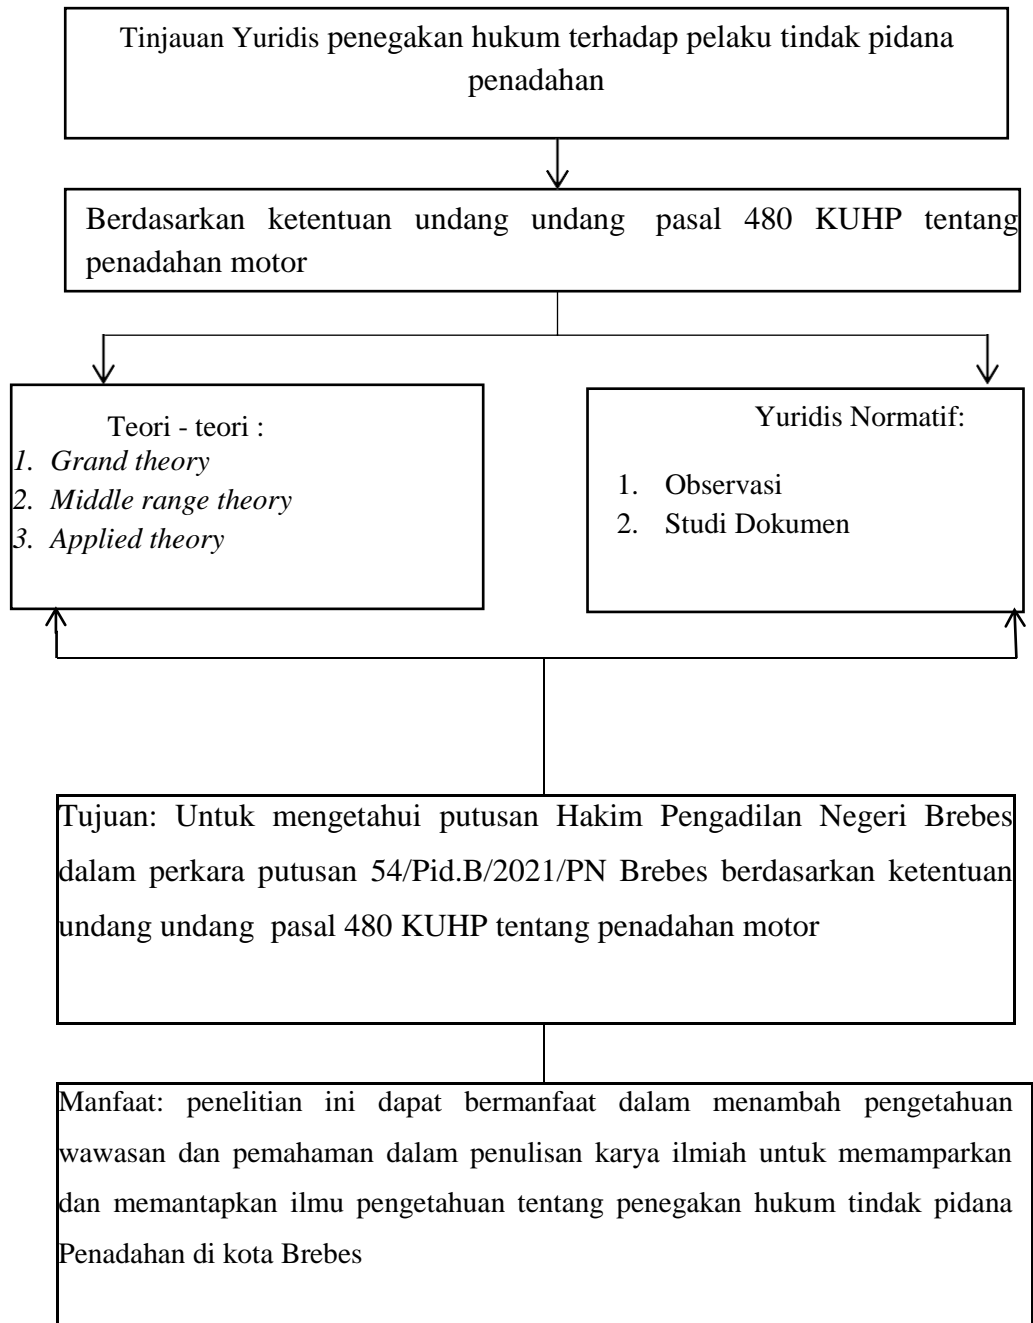 Tinjauan Yuridis penegakan hukum terhadap pelaku tindak pidana
penadahan
Berdasarkan ketentuan undang undang pasal 480 KUHP tentang
penadahan motor
Teori - teori :
1. Grand theory
2. Middle range theory
3. Applied theory
Yuridis Normatif:
1. Observasi
2. Studi Dokumen
Tujuan: Untuk mengetahui putusan Hakim Pengadilan Negeri Brebes
dalam perkara putusan 54/Pid.B/2021/PN Brebes berdasarkan ketentuan
undang undang pasal 480 KUHP tentang penadahan motor
Manfaat: penelitian ini dapat bermanfaat dalam menambah pengetahuan
wawasan dan pemahaman dalam penulisan karya ilmiah untuk memamparkan
dan memantapkan ilmu pengetahuan tentang penegakan hukum tindak pidana
Penadahan di kota Brebes